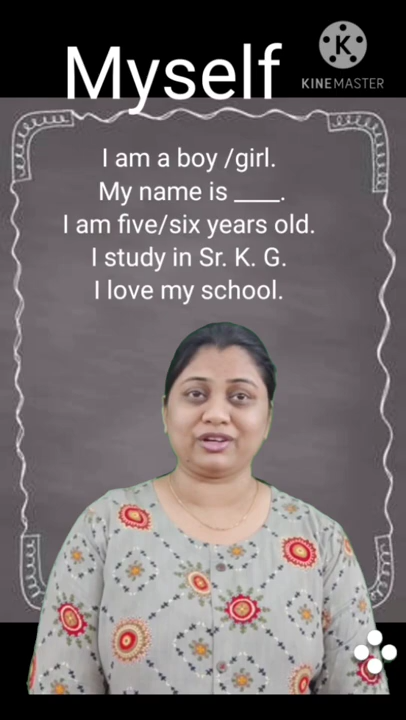 Myself
K
KINEMASTER
I am a boy /girl.
My name is ____.
I am five/six years old.
I study in Sr. K. G.
I love my school.